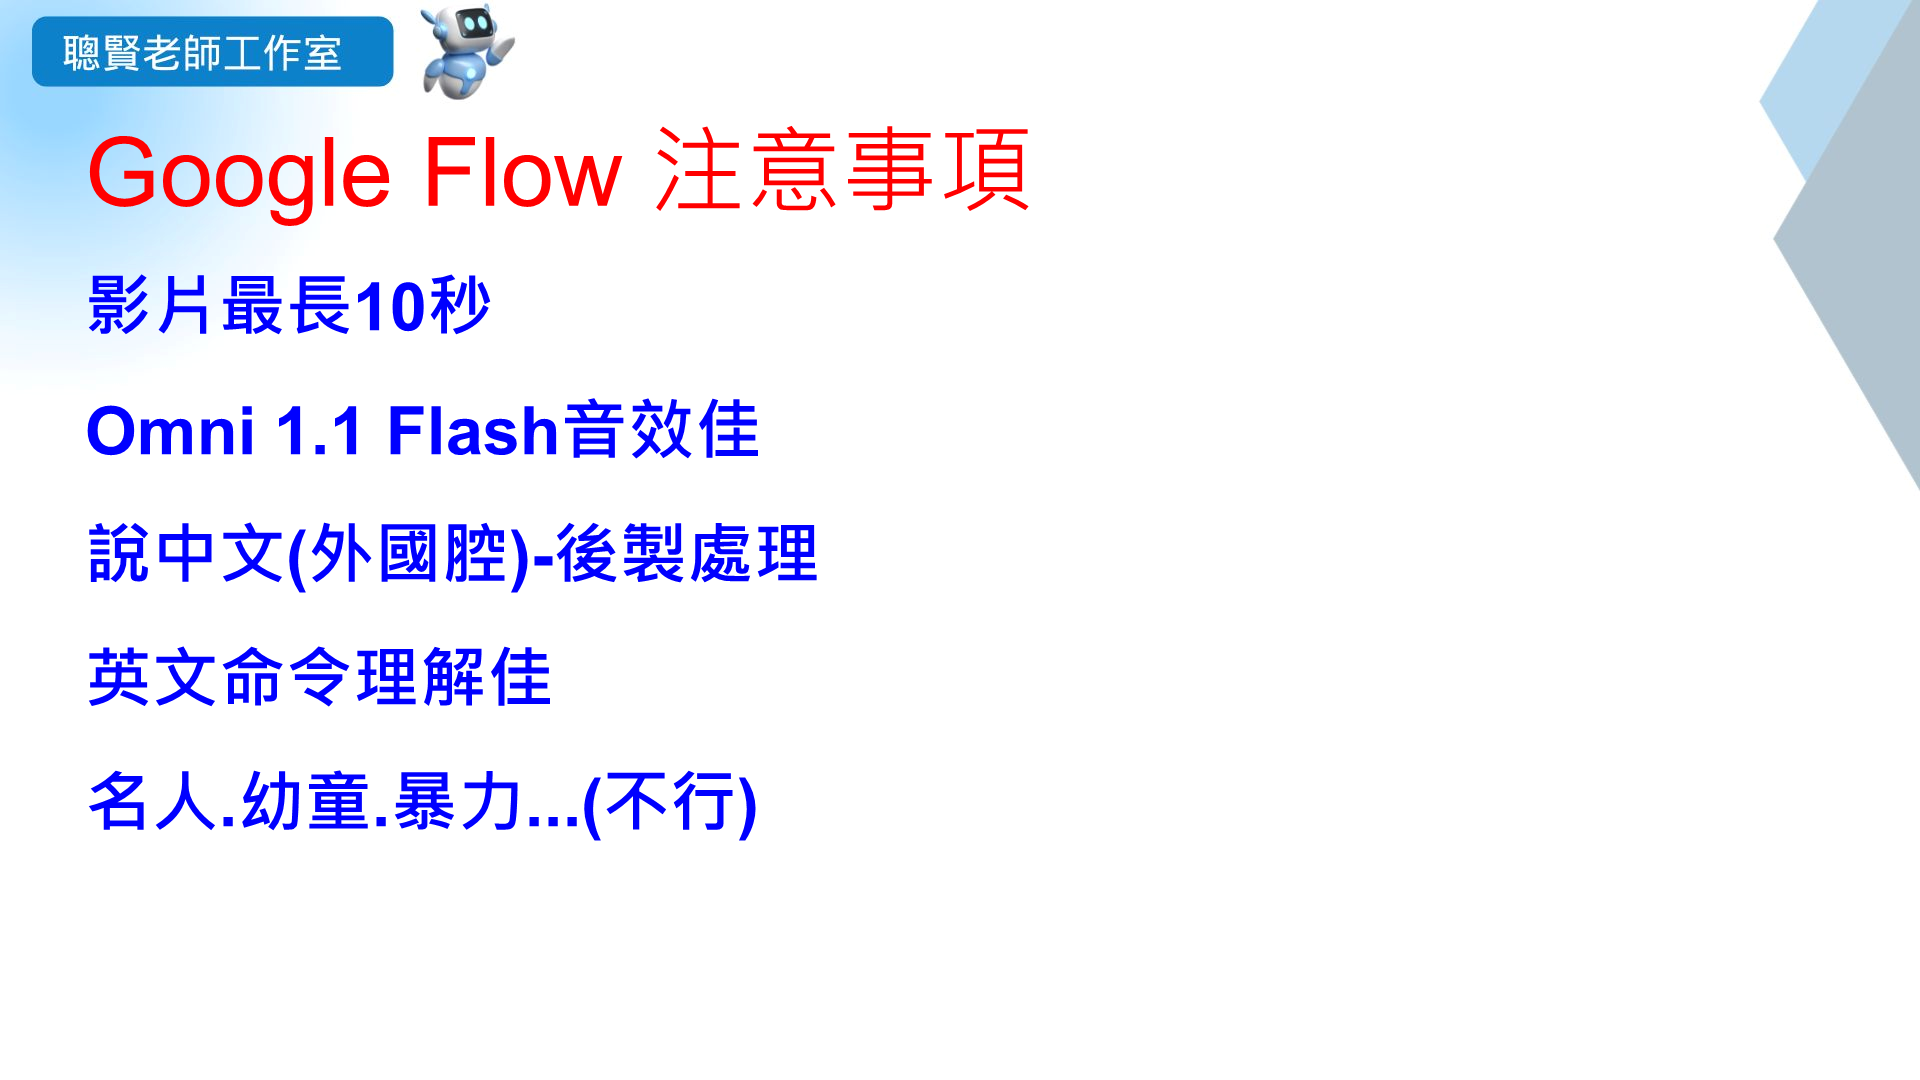 聰賢老師工作室
Google Flow 注意事項
影片最長10秒
Omni 1.1 Flash音效佳
說中文(外國腔)-後製處理
英文命令理解佳
名人.幼童.暴力...(不行)